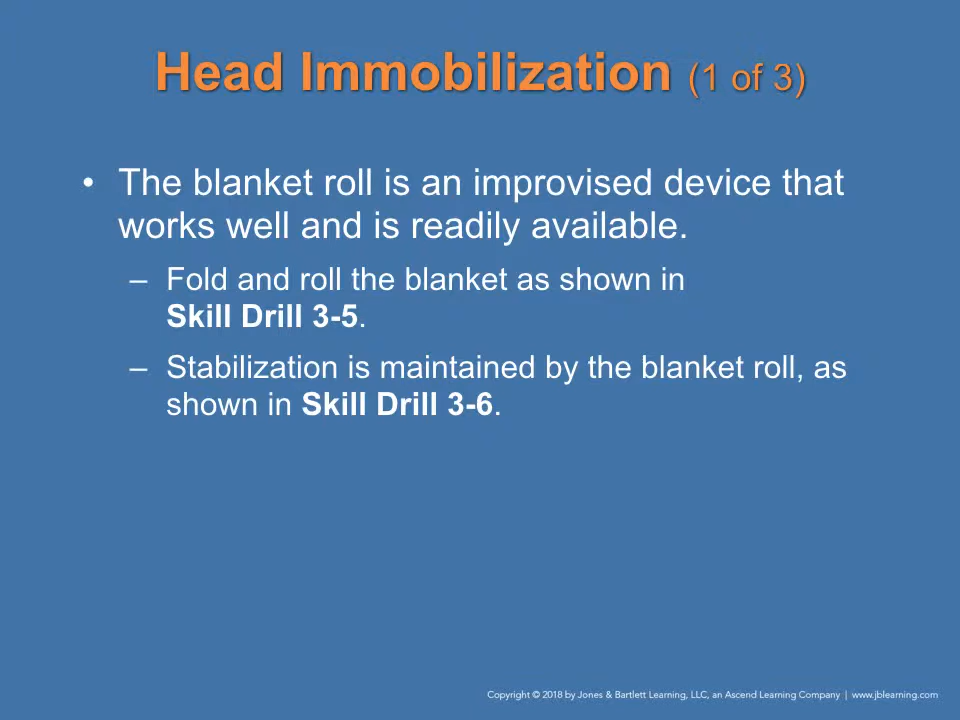 Head Immobilization (1 of 3)
• The blanket roll is an improvised device that
works well and is readily available.
– Fold and roll the blanket as shown in
Skill Drill 3-5.
– Stabilization is maintained by the blanket roll, as
shown in Skill Drill 3-6.
Copyright © 2018 by Jones & Bartlett Learning, LLC, an Ascend Learning Company | www.jblearning.com